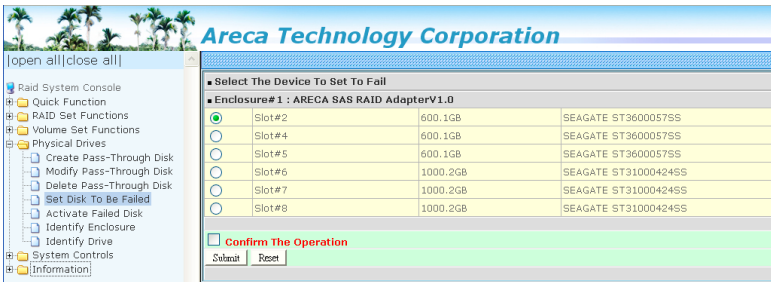 Areca Technology Corporation
|open all|close all|
Raid System Console
Quick Function
RAID Set Functions
Volume Set Functions
Physical Drives
Create Pass-Through Disk
Modify Pass-Through Disk
Delete Pass-Through Disk
Set Disk To Be Failed
Activate Failed Disk
Identify Enclosure
Identify Drive
System Controls
Information
Select The Device To Set To Fail
Enclosure#1 : ARECA SAS RAID AdapterV1.0
Slot#2 600.1GB SEAGATE ST3600057SS
Slot#4 600.1GB SEAGATE ST3600057SS
Slot#5 600.1GB SEAGATE ST3600057SS
Slot#6 1000.2GB SEAGATE ST31000424SS
Slot#7 1000.2GB SEAGATE ST31000424SS
Slot#8 1000.2GB SEAGATE ST31000424SS
Confirm The Operation
Submit Reset